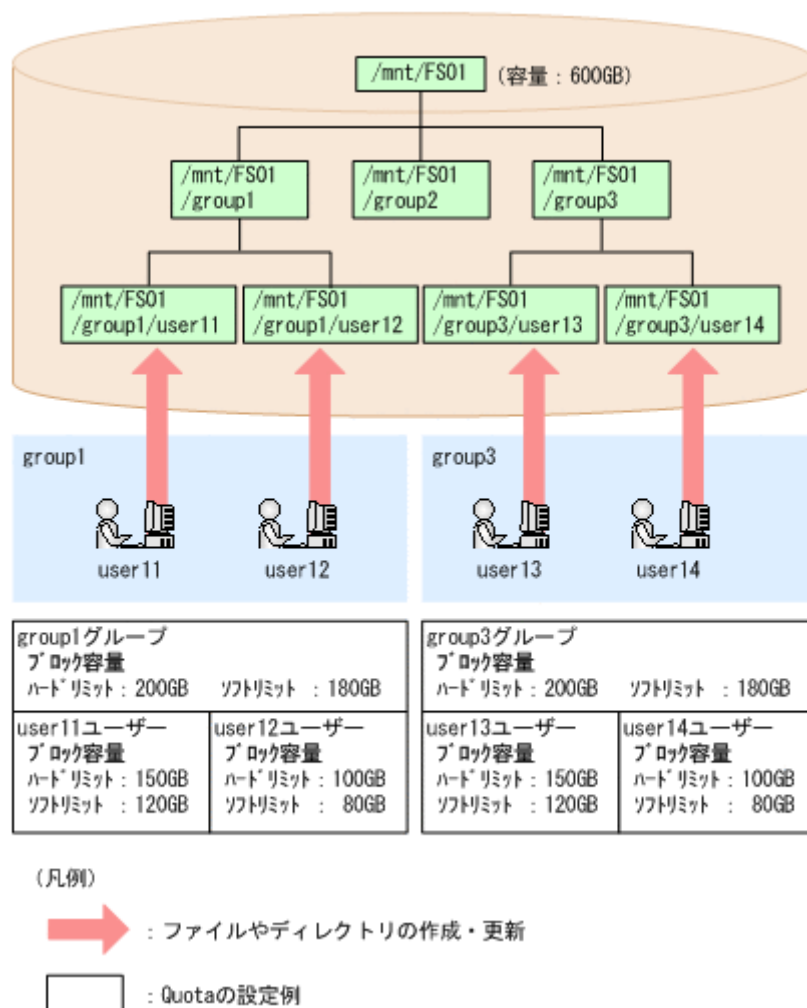 /mnt/FS01
(容量：600GB)
/mnt/FS01
/group1
/mnt/FS01
/group2
/mnt/FS01
/group3
/mnt/FS01
/group1/user11
/mnt/FS01
/group1/user12
/mnt/FS01
/group3/user13
/mnt/FS01
/group3/user14
group1
user11
user12
group3
user13
user14
group1グループ
ﾌﾞﾛｯｸ容量
ﾊｰﾄﾞﾘﾐｯﾄ：200GB ｿﾌﾄﾘﾐｯﾄ ：180GB
user11ユーザー
ﾌﾞﾛｯｸ容量
ﾊｰﾄﾞﾘﾐｯﾄ：150GB
ｿﾌﾄﾘﾐｯﾄ ：120GB
user12ユーザー
ﾌﾞﾛｯｸ容量
ﾊｰﾄﾞﾘﾐｯﾄ：100GB
ｿﾌﾄﾘﾐｯﾄ ： 80GB
group3グループ
ﾌﾞﾛｯｸ容量
ﾊｰﾄﾞﾘﾐｯﾄ：200GB ｿﾌﾄﾘﾐｯﾄ ：180GB
user13ユーザー
ﾌﾞﾛｯｸ容量
ﾊｰﾄﾞﾘﾐｯﾄ：150GB
ｿﾌﾄﾘﾐｯﾄ ：120GB
user14ユーザー
ﾌﾞﾛｯｸ容量
ﾊｰﾄﾞﾘﾐｯﾄ：100GB
ｿﾌﾄﾘﾐｯﾄ ： 80GB
(凡例)
：ファイルやディレクトリの作成・更新
：Quotaの設定例